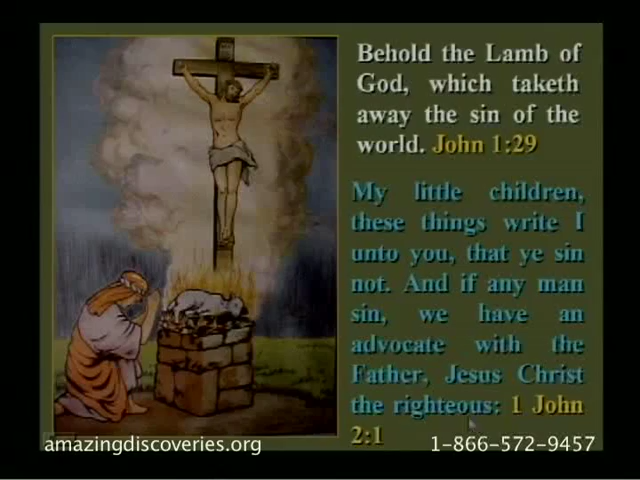 Behold the Lamb of
God, which taketh
away the sin of the
world. John 1:29
My little children,
these things write I
unto you, that ye sin
not. And if any man
sin, we have an
advocate with the
Father, Jesus Christ
the righteous: 1 John
2:1
amazingdiscoveries.org
1-866-572-9457